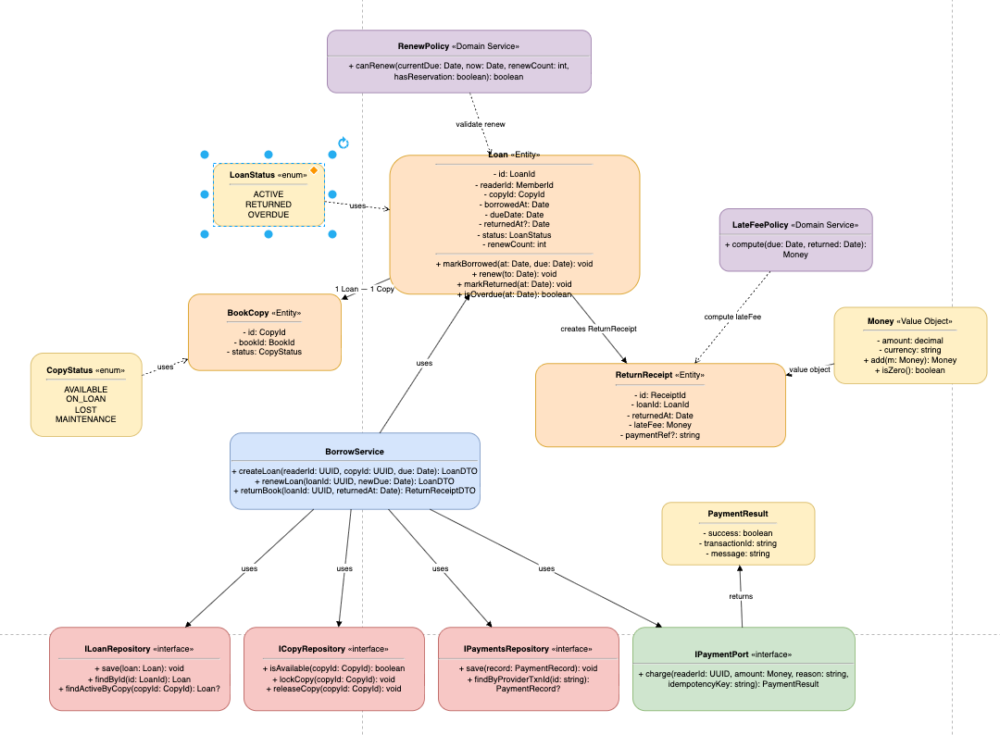 RenewPolicy «Domain Service»
+ canRenew(currentDue: Date, now: Date, renewCount: int,
hasReservation: boolean): boolean
validate renew
Loan «Entity»
- id: LoanId
- readerId: MemberId
- copyId: CopyId
- borrowedAt: Date
- dueDate: Date
- returnedAt?: Date
- status: LoanStatus
- renewCount: int
+ markBorrowed(at: Date, due: Date): void
+ renew(to: Date): void
+ markReturned(at: Date): void
+ isOverdue(at: Date): boolean
LoanStatus «enum»
ACTIVE
RETURNED
OVERDUE
uses
LateFeePolicy «Domain Service»
+ compute(due: Date, returned: Date):
Money
1 Loan — 1 Copy
BookCopy «Entity»
- id: CopyId
- bookId: BookId
- status: CopyStatus
creates ReturnReceipt
compute lateFee
Money «Value Object»
- amount: decimal
- currency: string
+ add(m: Money): Money
+ isZero(): boolean
CopyStatus «enum»
AVAILABLE
ON_LOAN
LOST
MAINTENANCE
uses
uses
value object
ReturnReceipt «Entity»
- id: ReceiptId
- loanId: LoanId
- returnedAt: Date
- lateFee: Money
- paymentRef?: string
BorrowService
+ createLoan(readerId: UUID, copyId: UUID, due: Date): LoanDTO
+ renewLoan(loanId: UUID, newDue: Date): LoanDTO
+ returnBook(loanId: UUID, returnedAt: Date): ReturnReceiptDTO
PaymentResult
- success: boolean
- transactionId: string
- message: string
uses
uses
uses
uses
returns
ILoanRepository «interface»
+ save(loan: Loan): void
+ findById(id: LoanId): Loan
+ findActiveByCopy(copyId: CopyId): Loan?
ICopyRepository «interface»
+ isAvailable(copyId: CopyId): boolean
+ lockCopy(copyId: CopyId): void
+ releaseCopy(copyId: CopyId): void
IPaymentsRepository «interface»
+ save(record: PaymentRecord): void
+ findByProviderTxnId(id: string):
PaymentRecord?
IPaymentPort «interface»
+ charge(readerId: UUID, amount: Money, reason: string,
idempotencyKey: string): PaymentResult